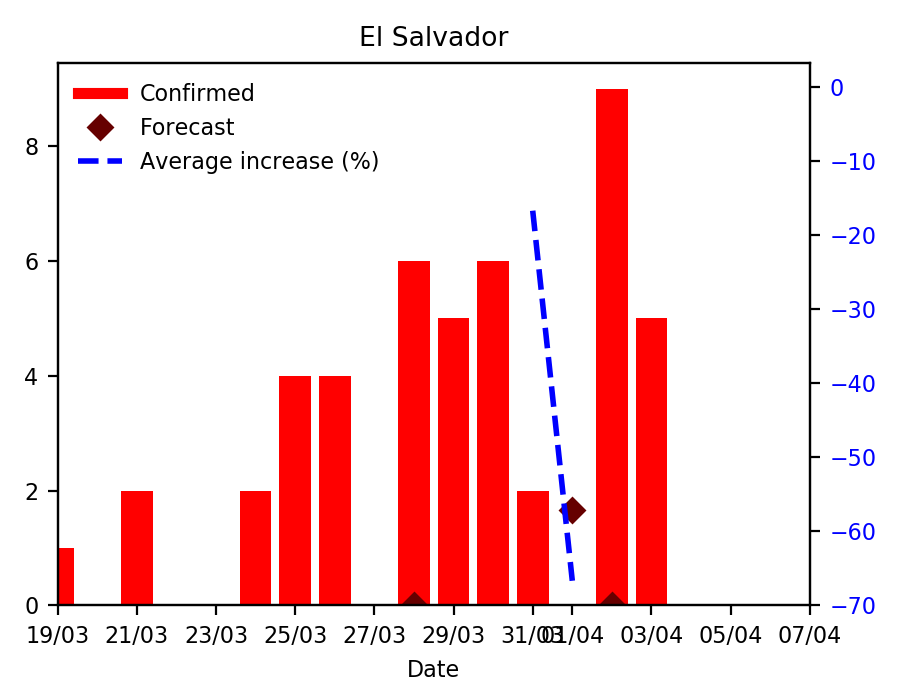 El Salvador
Confirmed
Forecast
Average increase (%)
8
6
4
2
0
0
−10
−20
−30
−40
−50
−60
−70
19/03 21/03 23/03 25/03 27/03 29/03 31/03 01/04 03/04 05/04 07/04
Date